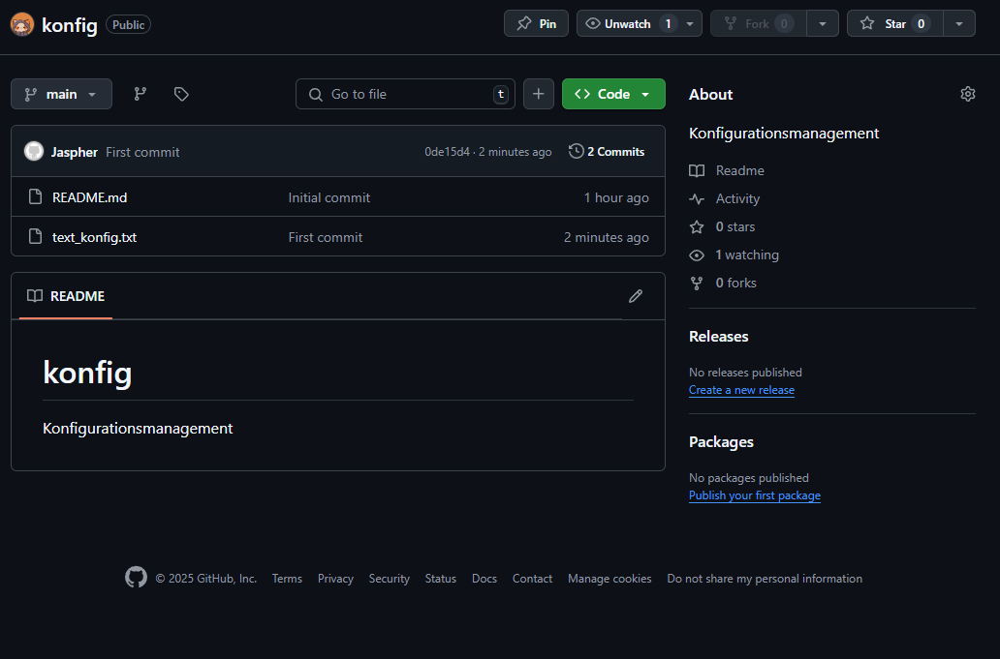 konfig Public Pin Unwatch 1 Fork 0 Star 0
main Go to file t Code
Jaspher First commit 0de15d4 · 2 minutes ago 2 Commits
README.md Initial commit 1 hour ago
text_konfig.txt First commit 2 minutes ago
README
konfig
Konfigurationsmanagement
About
Konfigurationsmanagement
Readme
Activity
0 stars
1 watching
0 forks
Releases
No releases published
Create a new release
Packages
No packages published
Publish your first package
© 2025 GitHub, Inc. Terms Privacy Security Status Docs Contact Manage cookies Do not share my personal information